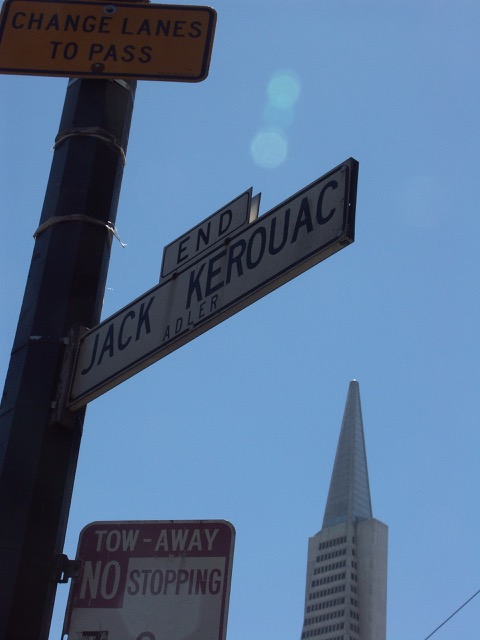 CHANGE LANES
TO PASS
END
JACK KEROUAC
ADLER
TOW-AWAY
NO STOPPING